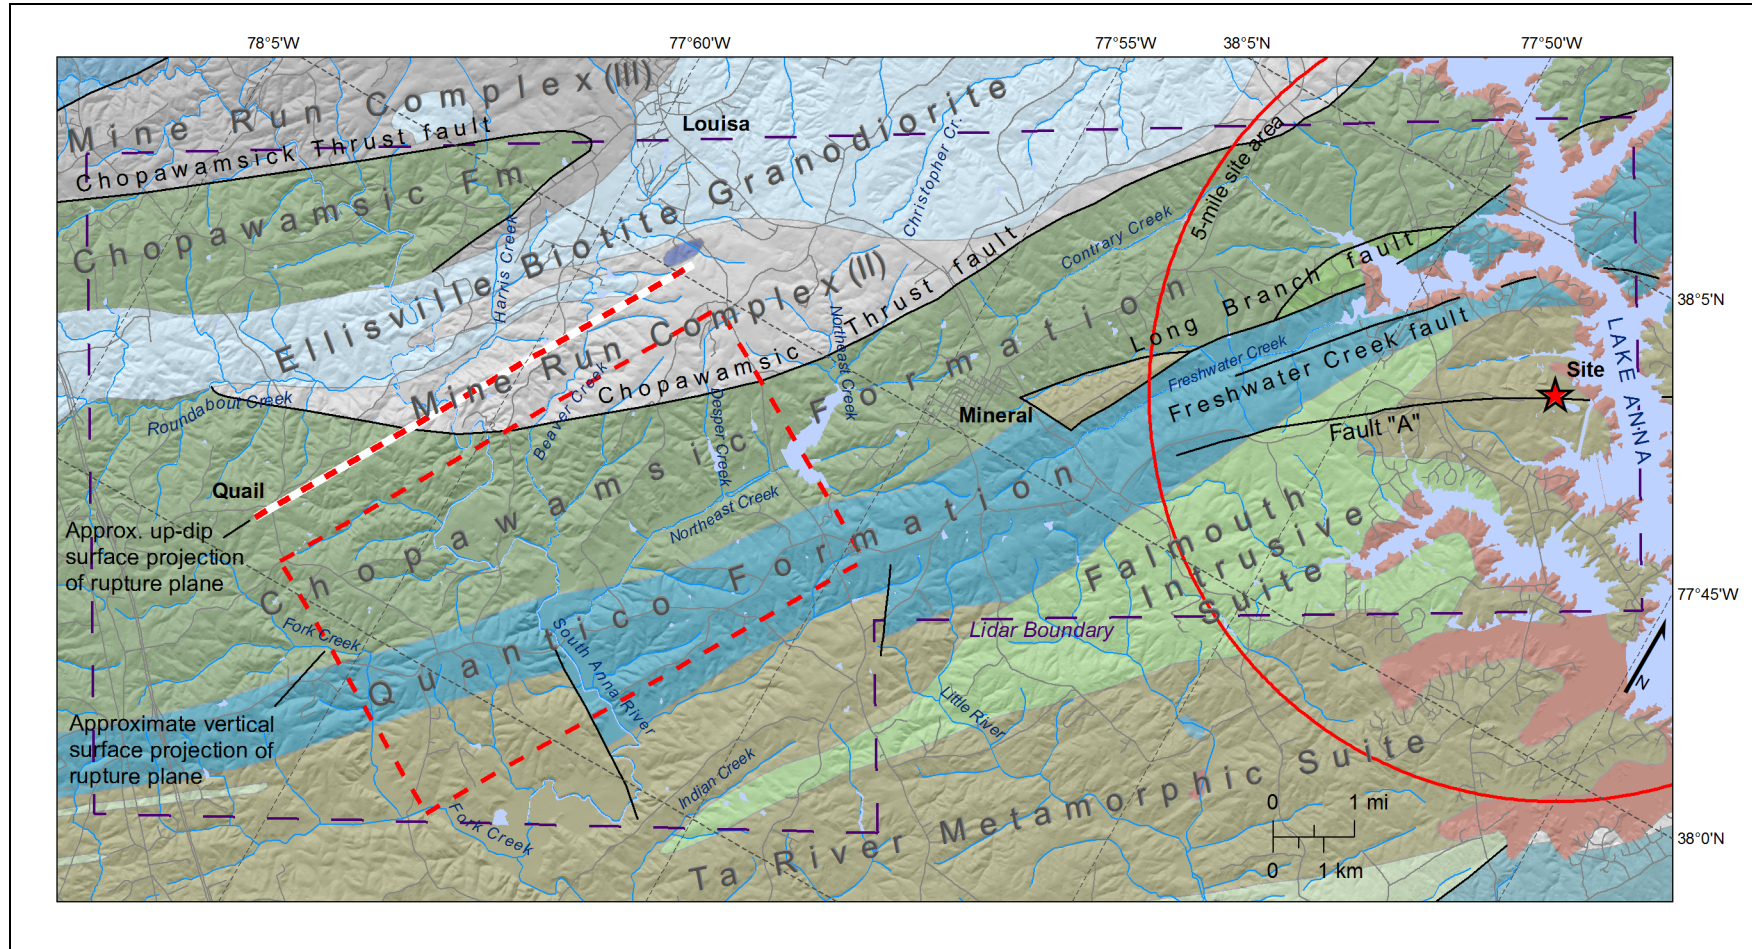 78°5'W
77°60'W
77°55'W
38°5'N
77°50'W
Mine Run Complex (III)
Louisa
Chopawamsick Thrust fault
Chopawamsic Fm
Ellisville Biotite Granodiorite
Christopher Cr.
5-mile site area
Harris Creek
Contrary Creek
Mine Run Complex (II)
Chopawamsic Thrust fault
Long Branch fault
38°5'N
Northeast Creek
Freshwater Creek
Freshwater Creek fault
LAKE ANNA
Site
Roundabout Creek
Beaver Creek
Desper Creek
Mineral
Fault "A"
Quail
Northeast Creek
Approx. up-dip
surface projection
of rupture plane
Chopawamsic Formation
Falmouth
Intrusive
Suite
77°45'W
Fork Creek
Quantico Formation
South Anna River
Lidar Boundary
N
Approximate vertical
surface projection of
rupture plane
Little River
Indian Creek
Fork Creek
Ta River Metamorphic Suite
0 1 mi
0 1 km
38°0'N